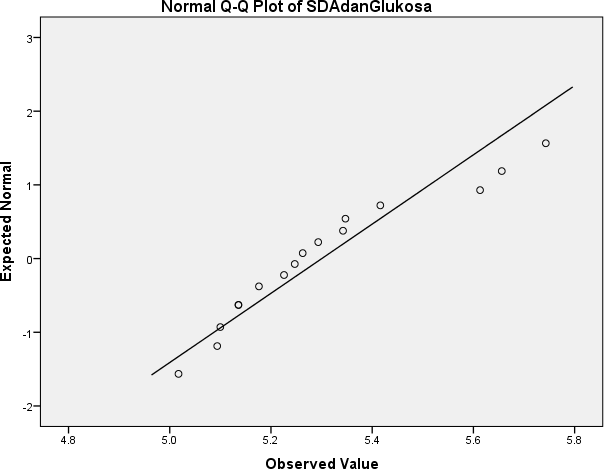 Normal Q-Q Plot of SDAdanGlukosa
Expected Normal
3
2
1
0
-1
-2
4.8 5.0 5.2 5.4 5.6 5.8
Observed Value